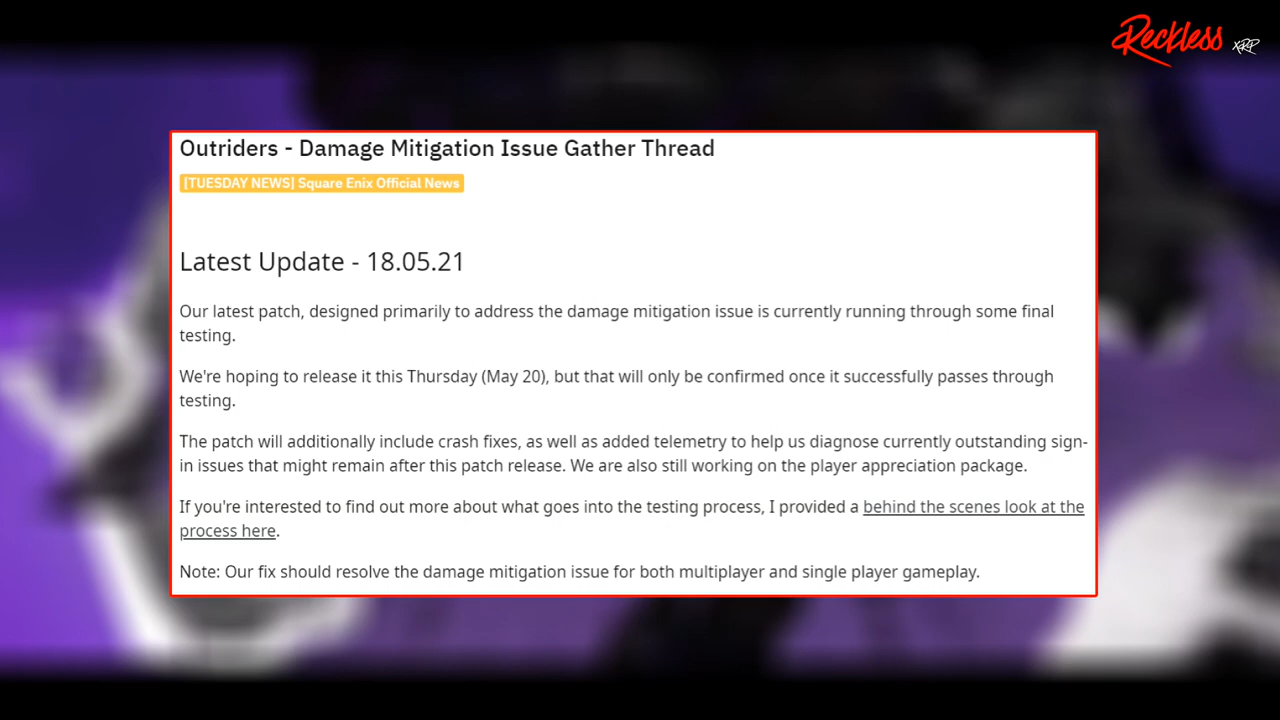 Reckless XRP
Outriders - Damage Mitigation Issue Gather Thread
[TUESDAY NEWS] Square Enix Official News
Latest Update - 18.05.21
Our latest patch, designed primarily to address the damage mitigation issue is currently running through some final
testing.
We're hoping to release it this Thursday (May 20), but that will only be confirmed once it successfully passes through
testing.
The patch will additionally include crash fixes, as well as added telemetry to help us diagnose currently outstanding sign-
in issues that might remain after this patch release. We are also still working on the player appreciation package.
If you're interested to find out more about what goes into the testing process, I provided a behind the scenes look at the
process here.
Note: Our fix should resolve the damage mitigation issue for both multiplayer and single player gameplay.